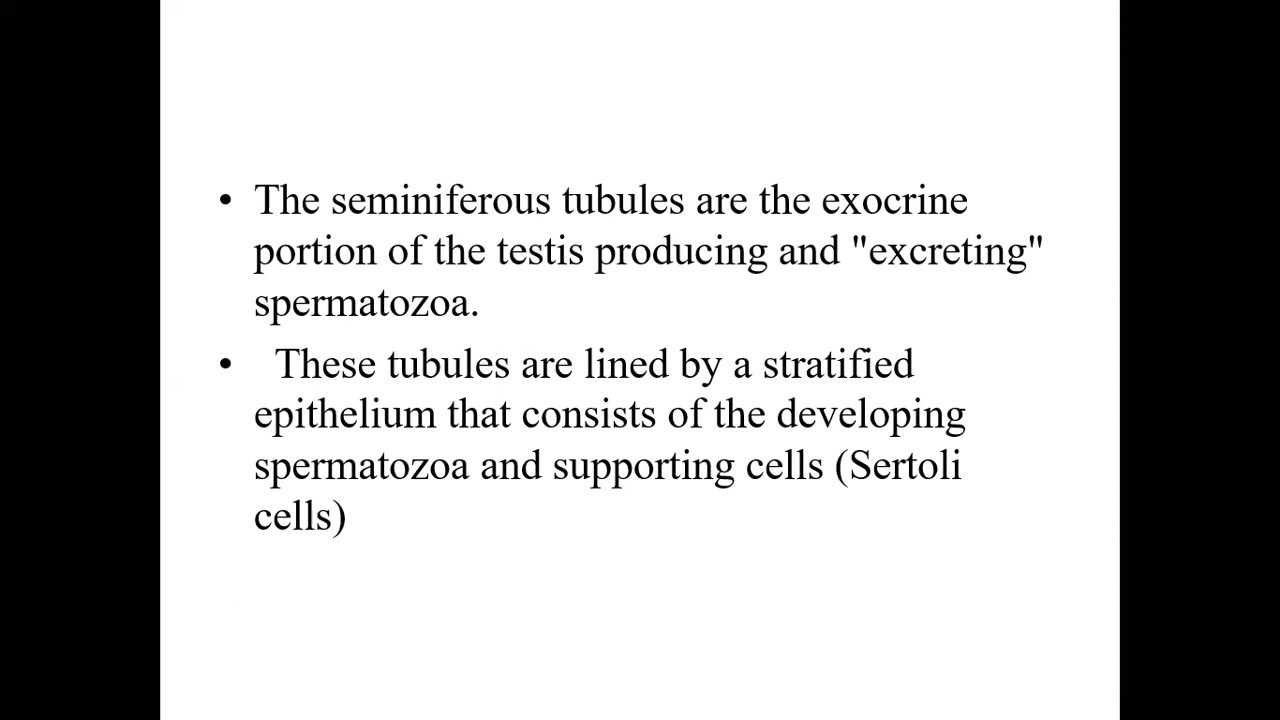 • The seminiferous tubules are the exocrine
portion of the testis producing and "excreting"
spermatozoa.
• These tubules are lined by a stratified
epithelium that consists of the developing
spermatozoa and supporting cells (Sertoli
cells)